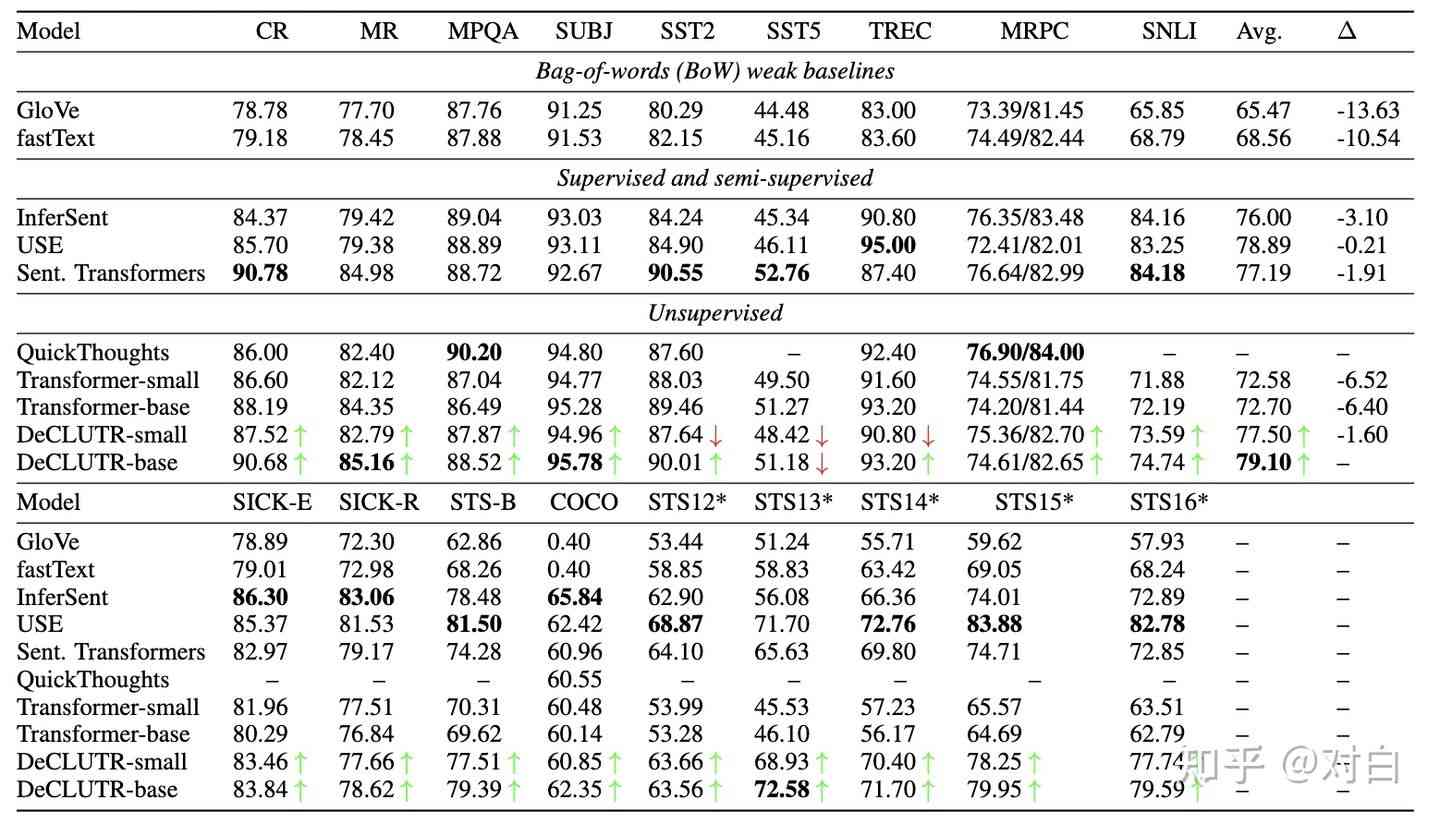 Model CR MR MPQA SUBJ SST2 SST5 TREC MRPC SNLI Avg. Δ
Bag-of-words (BoW) weak baselines
GloVe 78.78 77.70 87.76 91.25 80.29 44.48 83.00 73.39/81.45 65.85 65.47 -13.63
fastText 79.18 78.45 87.88 91.53 82.15 45.16 83.60 74.49/82.44 68.79 68.56 -10.54
Supervised and semi-supervised
InferSent 84.37 79.42 89.04 93.03 84.24 45.34 90.80 76.35/83.48 84.16 76.00 -3.10
USE 85.70 79.38 88.89 93.11 84.90 46.11 95.00 72.41/82.01 83.25 78.89 -0.21
Sent. Transformers 90.78 84.98 88.72 92.67 90.55 52.76 87.40 76.64/82.99 84.18 77.19 -1.91
Unsupervised
QuickThoughts 86.00 82.40 90.20 94.80 87.60 – 92.40 76.90/84.00 – – –
Transformer-small 86.60 82.12 87.04 94.77 88.03 49.50 91.60 74.55/81.75 71.88 72.58 -6.52
Transformer-base 88.19 84.35 86.49 95.28 89.46 51.27 93.20 74.20/81.44 72.19 72.70 -6.40
DeCLUTR-small 87.52 ↑ 82.79 ↑ 87.87 ↑ 94.96 ↑ 87.64 ↓ 48.42 ↓ 90.80 ↓ 75.36/82.70 ↑ 73.59 ↑ 77.50 ↑ -1.60
DeCLUTR-base 90.68 ↑ 85.16 ↑ 88.52 ↑ 95.78 ↑ 90.01 ↑ 51.18 ↓ 93.20 ↑ 74.61/82.65 ↑ 74.74 ↑ 79.10 ↑ –
Model SICK-E SICK-R STS-B COCO STS12* STS13* STS14* STS15* STS16*
GloVe 78.89 72.30 62.86 0.40 53.44 51.24 55.71 59.62 57.93 – –
fastText 79.01 72.98 68.26 0.40 58.85 58.83 63.42 69.05 68.24 – –
InferSent 86.30 83.06 78.48 65.84 62.90 56.08 66.36 74.01 72.89 – –
USE 85.37 81.53 81.50 62.42 68.87 71.70 72.76 83.88 82.78 – –
Sent. Transformers 82.97 79.17 74.28 60.96 64.10 65.63 69.80 74.71 72.85 – –
QuickThoughts – – – 60.55 – – – – – – –
Transformer-small 81.96 77.51 70.31 60.48 53.99 45.53 57.23 65.57 63.51 – –
Transformer-base 80.29 76.84 69.62 60.14 53.28 46.10 56.17 64.69 62.79 – –
DeCLUTR-small 83.46 ↑ 77.66 ↑ 77.51 ↑ 60.85 ↑ 63.66 ↑ 68.93 ↑ 70.40 ↑ 78.25 ↑ 77.74 – –
DeCLUTR-base 83.84 ↑ 78.62 ↑ 79.39 ↑ 62.35 ↑ 63.56 ↑ 72.58 ↑ 71.70 ↑ 79.95 ↑ 79.59 ↑ – –
知乎 @对白